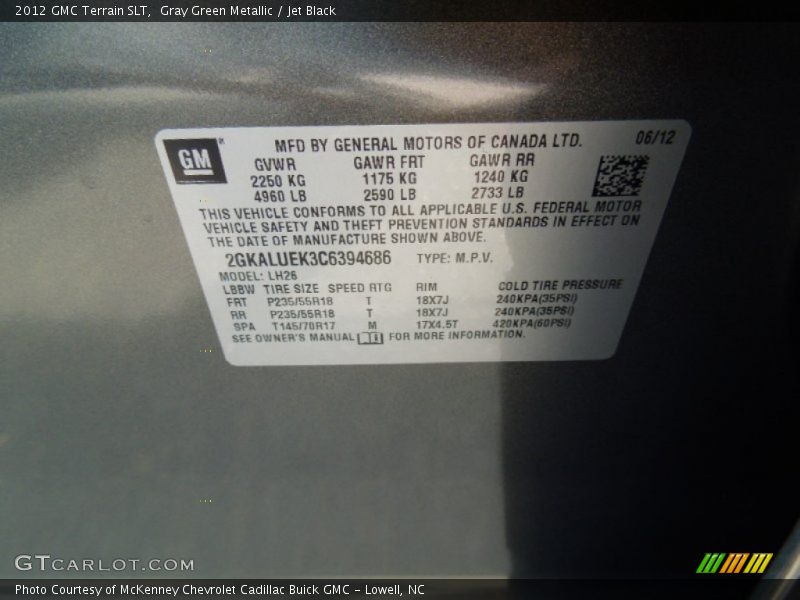 2012 GMC Terrain SLT, Gray Green Metallic / Jet Black
GM
MFD BY GENERAL MOTORS OF CANADA LTD. 06/12
GVWR GAWR FRT GAWR RR
2250 KG 1175 KG 1240 KG
4960 LB 2590 LB 2733 LB
THIS VEHICLE CONFORMS TO ALL APPLICABLE U.S. FEDERAL MOTOR
VEHICLE SAFETY AND THEFT PREVENTION STANDARDS IN EFFECT ON
THE DATE OF MANUFACTURE SHOWN ABOVE.
2GKALUEK3C6394686 TYPE: M.P.V.
MODEL: LH26
LBBW TIRE SIZE SPEED RTG RIM COLD TIRE PRESSURE
FRT P235/55R18 T 18X7J 240KPA(35PSI)
RR P235/55R18 T 18X7J 240KPA(35PSI)
SPA T145/70R17 M 17X4.5T 420KPA(60PSI)
SEE OWNER'S MANUAL FOR MORE INFORMATION.
GTCARLOT.COM
Photo Courtesy of McKenney Chevrolet Cadillac Buick GMC - Lowell, NC